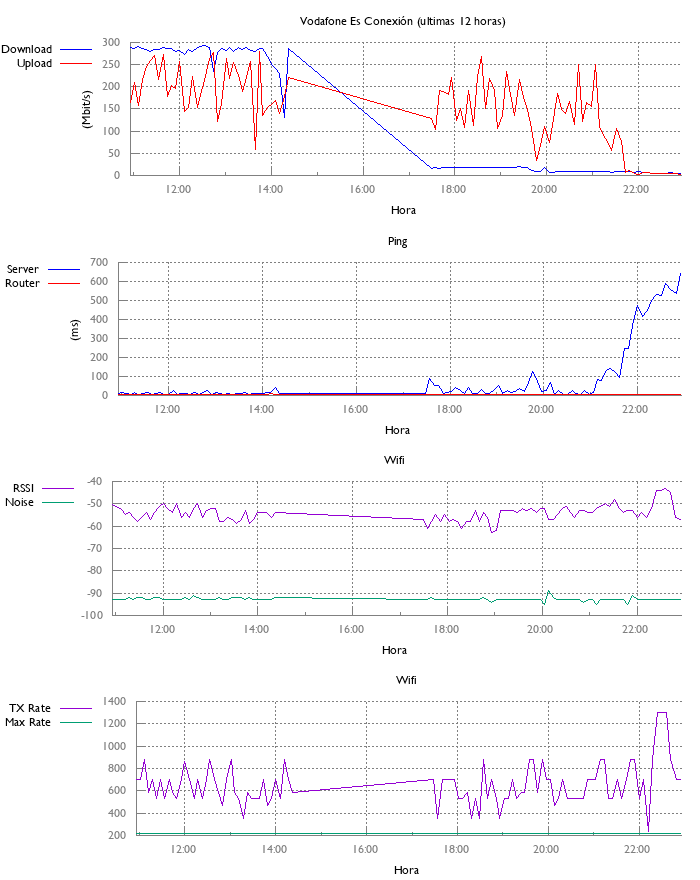 Vodafone Es Conexión (ultimas 12 horas)
Download
Upload
(Mbit/s)
300
250
200
150
100
50
0
12:00 14:00 16:00 18:00 20:00 22:00
Hora
Ping
Server
Router
(ms)
700
600
500
400
300
200
100
0
12:00 14:00 16:00 18:00 20:00 22:00
Hora
Wifi
RSSI
Noise
-40
-50
-60
-70
-80
-90
-100
12:00 14:00 16:00 18:00 20:00 22:00
Hora
Wifi
TX Rate
Max Rate
1400
1200
1000
800
600
400
200
12:00 14:00 16:00 18:00 20:00 22:00
Hora